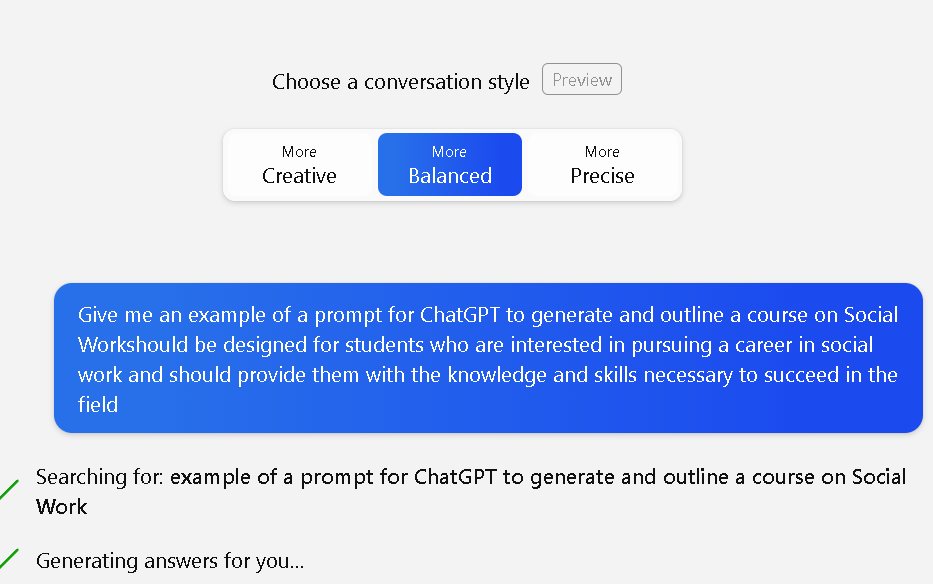 Choose a conversation style Preview
More
Creative
More
Balanced
More
Precise
Give me an example of a prompt for ChatGPT to generate and outline a course on Social
Workshould be designed for students who are interested in pursuing a career in social
work and should provide them with the knowledge and skills necessary to succeed in the
field
Searching for: example of a prompt for ChatGPT to generate and outline a course on Social
Work
Generating answers for you...